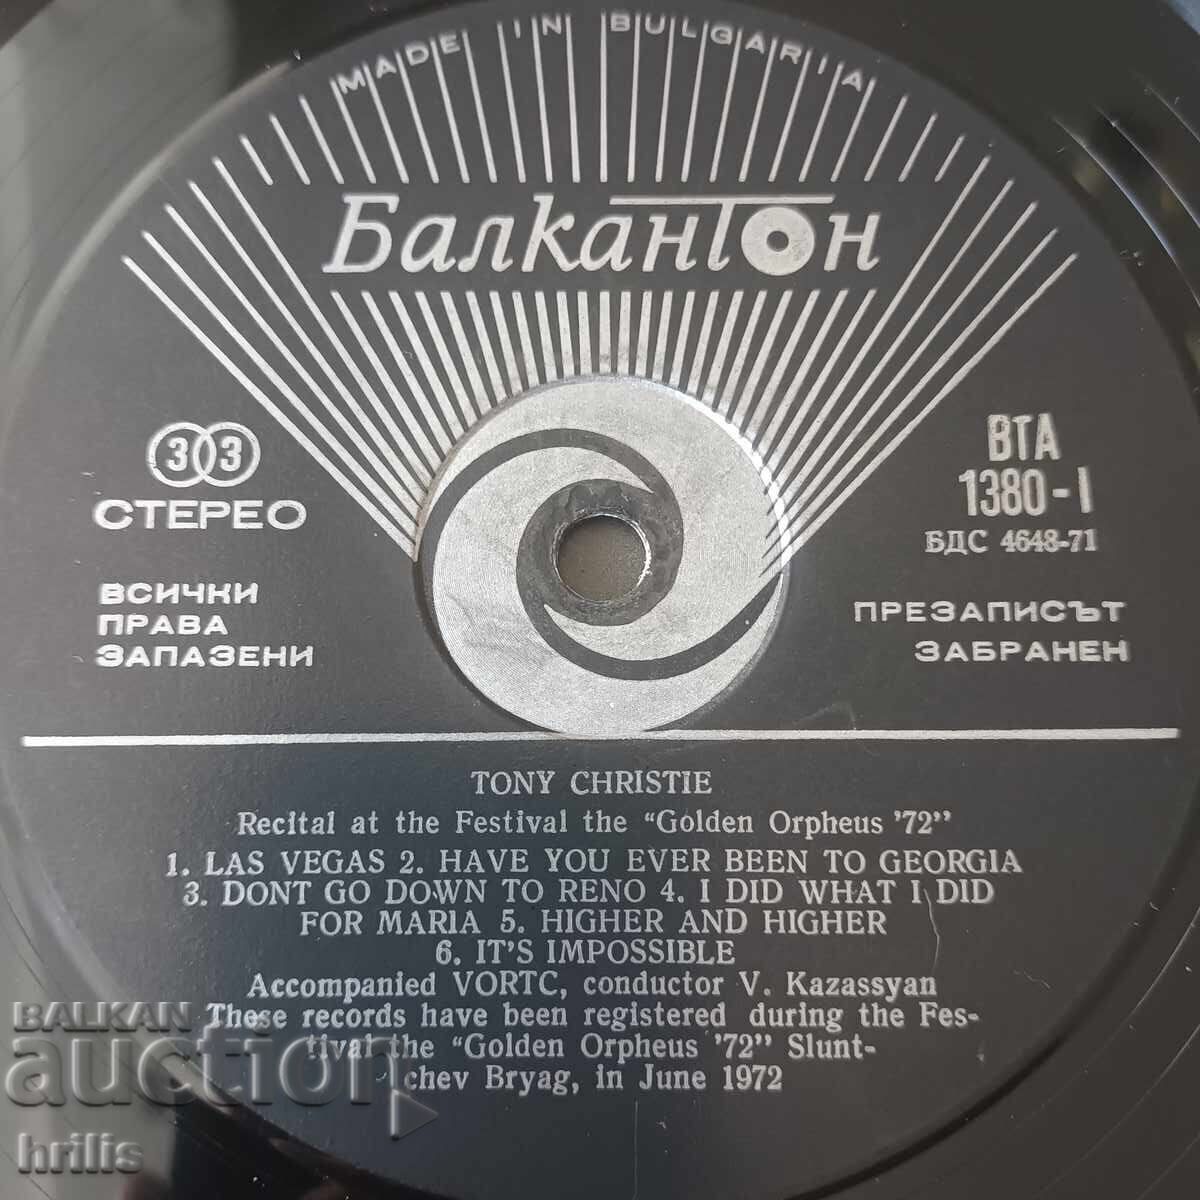 MADE IN BULGARIA
Балкантон
33
СТЕРЕО
ВТА
1380-I
БДС 4648-71
ВСИЧКИ
ПРАВА
ЗАПАЗЕНИ
ПРЕЗАПИСЪТ
ЗАБРАНЕН
TONY CHRISTIE
Recital at the Festival the “Golden Orpheus '72”
1. LAS VEGAS 2. HAVE YOU EVER BEEN TO GEORGIA
3. DONT GO DOWN TO RENO 4. I DID WHAT I DID
FOR MARIA 5. HIGHER AND HIGHER
6. IT'S IMPOSSIBLE
Accompanied VORTC, conductor V. Kazassyan
These records have been registered during the Fes-
tival the “Golden Orpheus '72” Slunt-
chev Bryag, in June 1972
BALKAN
auction
hrilis